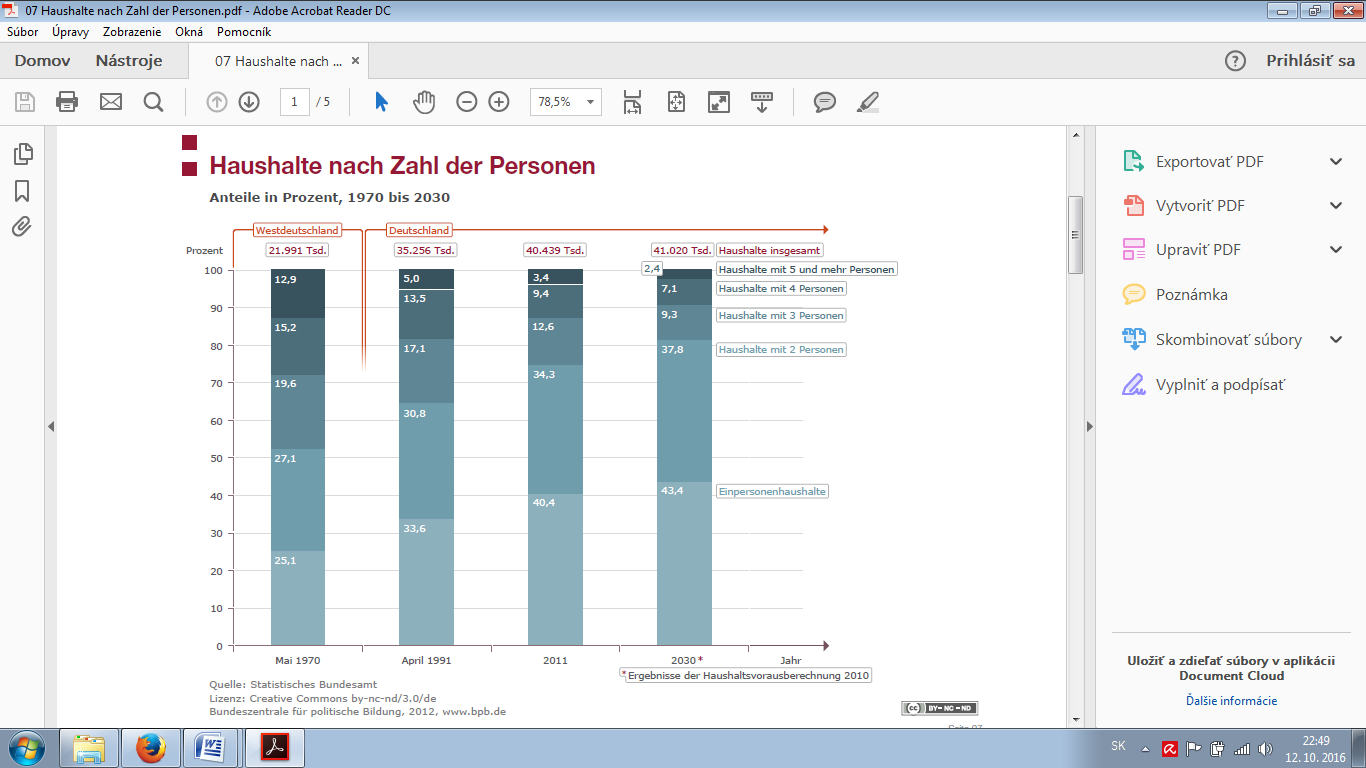 07 Haushalte nach Zahl der Personen.pdf - Adobe Acrobat Reader DC
Súbor Úpravy Zobrazenie Okná Pomocník
Domov Nástroje 07 Haushalte nach ... × Prihlásiť sa
1 / 5 78,5%
Exportovať PDF
Vytvoriť PDF
Upraviť PDF
Poznámka
Skombinovať súbory
Vyplniť a podpísať
Uložiť a zdieľať súbory v aplikácii
Document Cloud
Ďalšie informácie
Haushalte nach Zahl der Personen
Anteile in Prozent, 1970 bis 2030
Westdeutschland Deutschland
Prozent 21.991 Tsd. 35.256 Tsd. 40.439 Tsd. 41.020 Tsd. Haushalte insgesamt
100 2,4 Haushalte mit 5 und mehr Personen
12,9 5,0 3,4
13,5 9,4 7,1 Haushalte mit 4 Personen
90
15,2 12,6 9,3 Haushalte mit 3 Personen
80 17,1 37,8 Haushalte mit 2 Personen
70 19,6 34,3
60 30,8
50 27,1
40 40,4 43,4 Einpersonenhaushalte
30 33,6
20 25,1
10
0
Mai 1970 April 1991 2011 2030 * Jahr
* Ergebnisse der Haushaltsvorausberechnung 2010
Quelle: Statistisches Bundesamt
Lizenz: Creative Commons by-nc-nd/3.0/de
Bundeszentrale für politische Bildung, 2012, www.bpb.de
cc BY-NC-ND
SK 22:49
12. 10. 2016